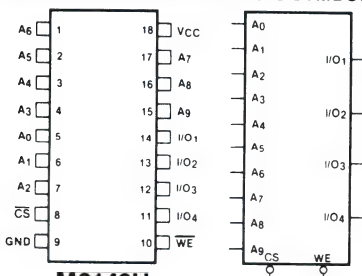 A6 1 18 VCC
A5 2 17 A7
A4 3 16 A8
A3 4 15 A9
A0 5 14 I/O1
A1 6 13 I/O2
A2 7 12 I/O3
CS 8 11 I/O4
GND 9 10 WE
A0
A1
A2
A3
A4
A5
A6
A7
A8
A9
I/O1
I/O2
I/O3
I/O4
CS WE